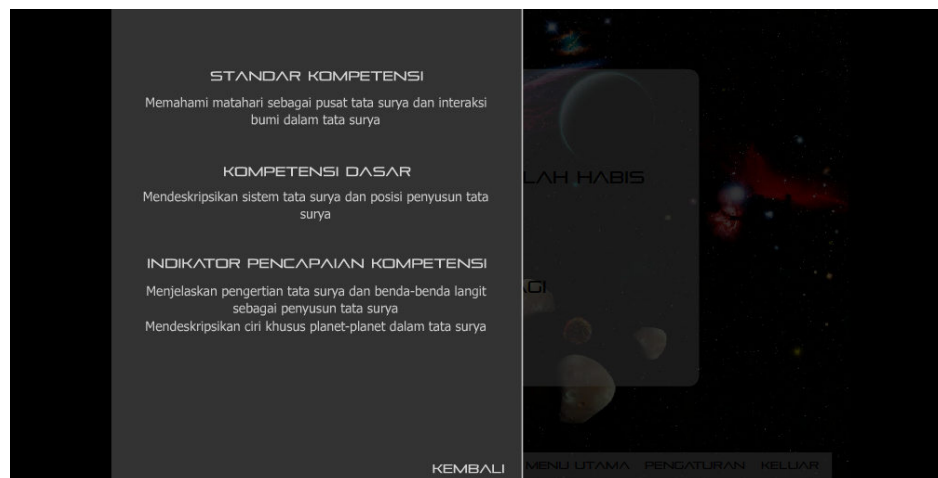 STANDAR KOMPETENSI
Memahami matahari sebagai pusat tata surya dan interaksi
bumi dalam tata surya
KOMPETENSI DASAR
Mendeskripsikan sistem tata surya dan posisi penyusun tata
surya
INDIKATOR PENCAPAIAN KOMPETENSI
Menjelaskan pengertian tata surya dan benda-benda langit
sebagai penyusun tata surya
Mendeskripsikan ciri khusus planet-planet dalam tata surya
LAH HABIS
AGI
KEMBALI
MENU UTAMA PENGATURAN KELUAR